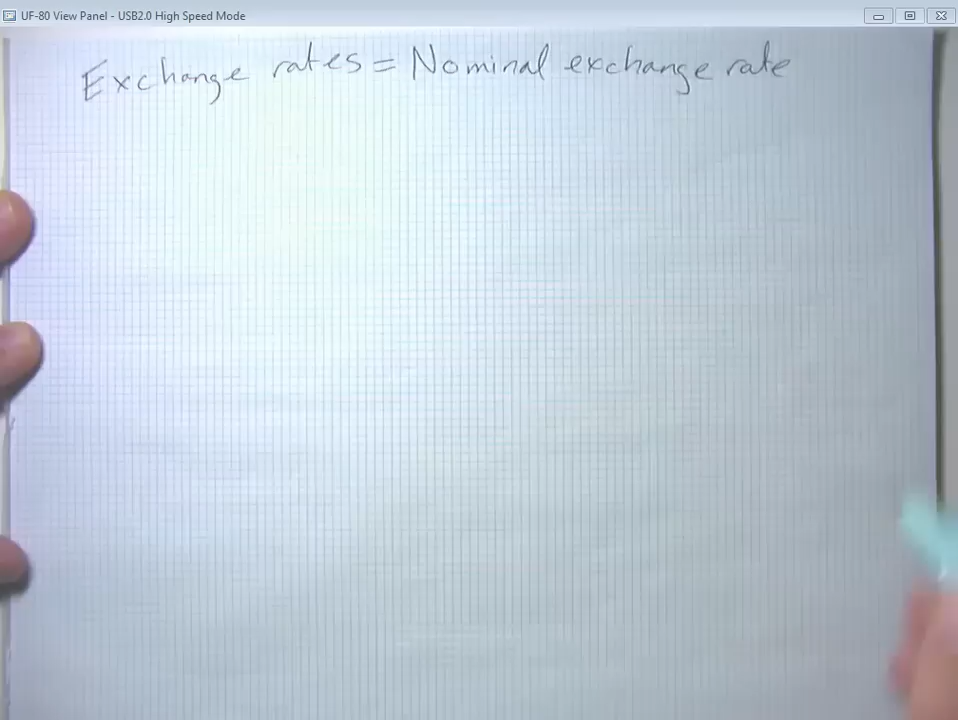 UF-80 View Panel - USB2.0 High Speed Mode
Exchange rates = Nominal exchange rate